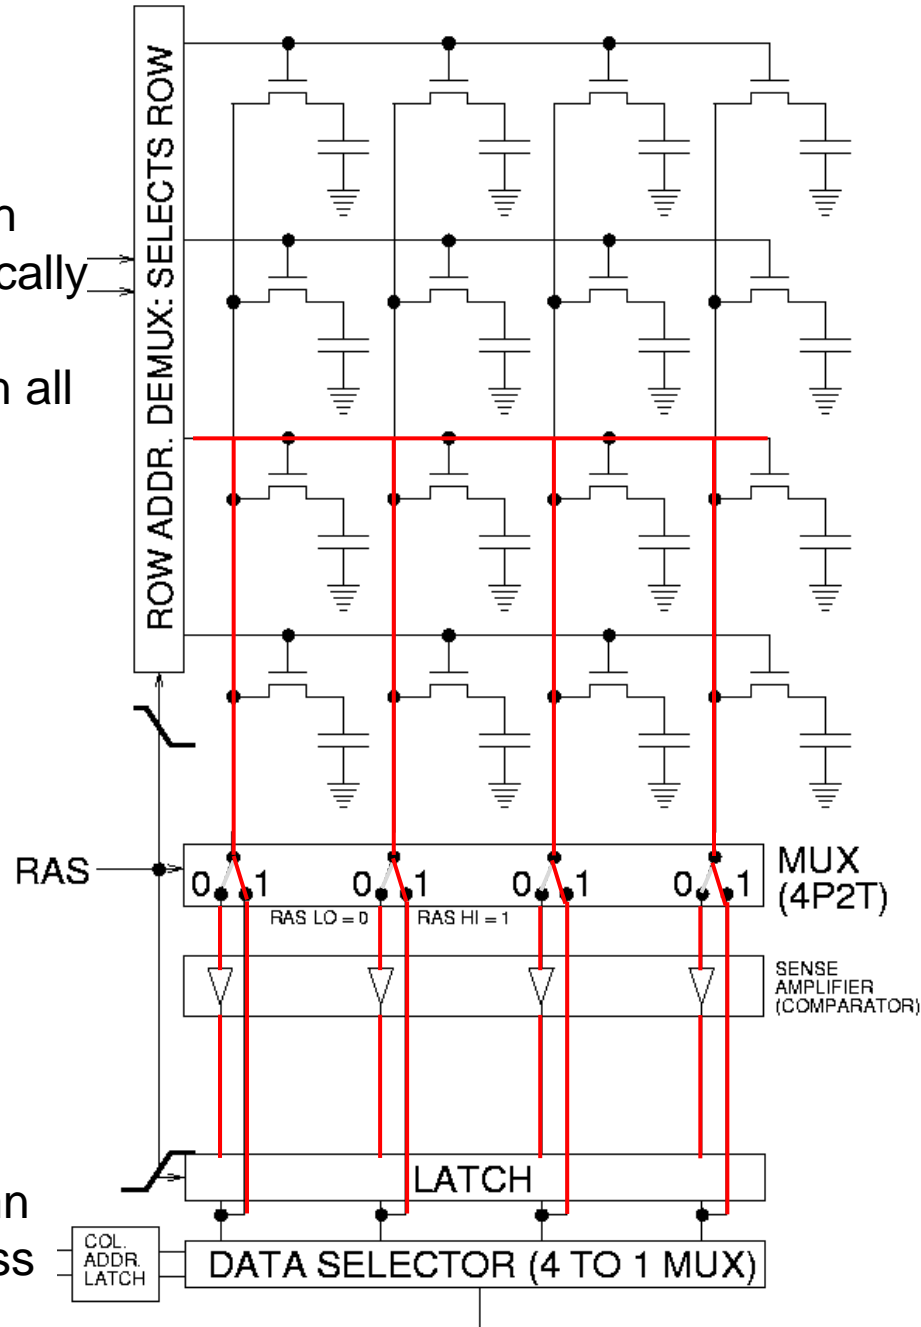 ROW ADDR. DEMUX: SELECTS ROW
n
cally
n all
RAS
0 1 0 1 0 1 0 1
MUX
(4P2T)
RAS LO = 0 RAS HI = 1
SENSE
AMPLIFIER
(COMPARATOR)
LATCH
nn
ss
COL.
ADDR.
LATCH
DATA SELECTOR (4 TO 1 MUX)